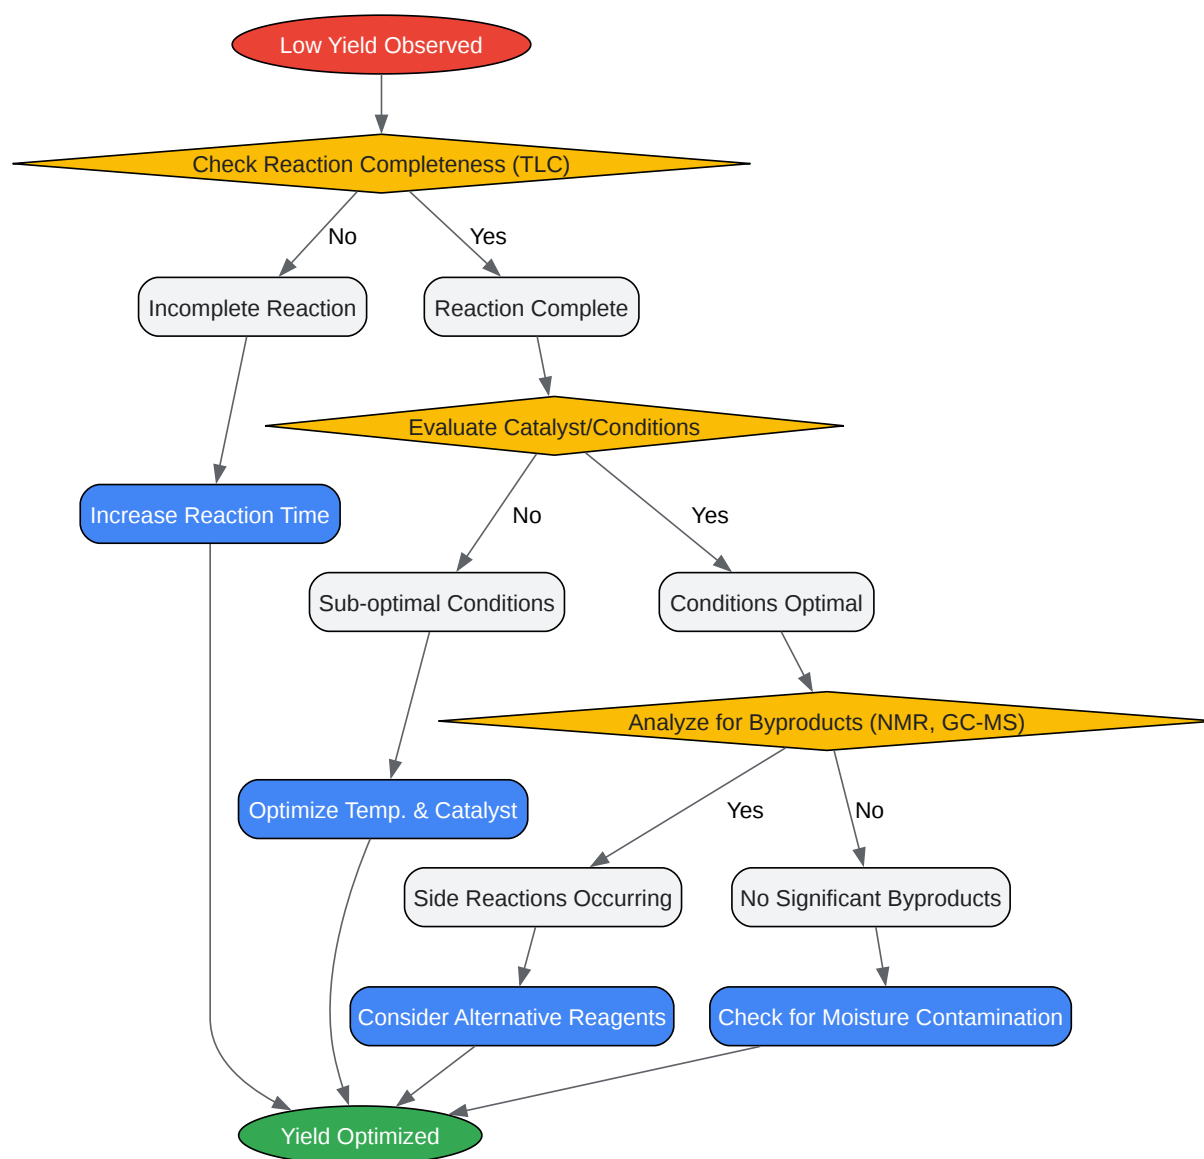 Low Yield Observed
Check Reaction Completeness (TLC)
No
Yes
Incomplete Reaction
Reaction Complete
Evaluate Catalyst/Conditions
Increase Reaction Time
No
Yes
Sub-optimal Conditions
Conditions Optimal
Analyze for Byproducts (NMR, GC-MS)
Optimize Temp. & Catalyst
Yes
No
Side Reactions Occurring
No Significant Byproducts
Consider Alternative Reagents
Check for Moisture Contamination
Yield Optimized